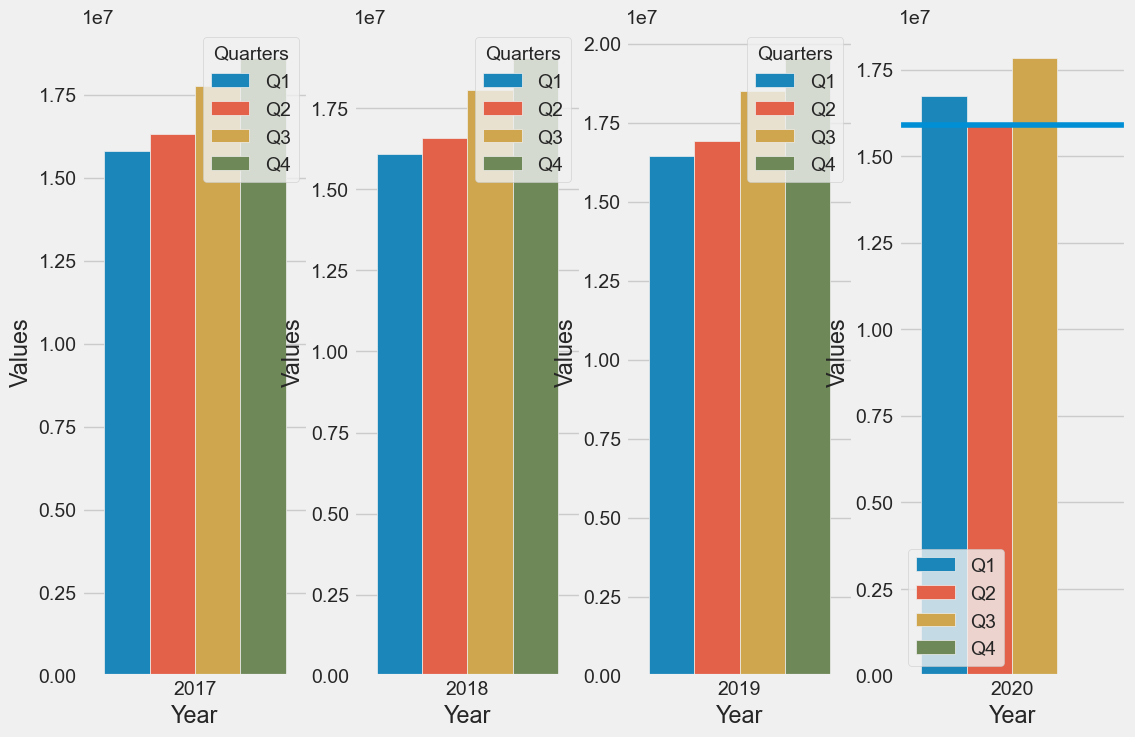 1e7
Values
1.75
1.50
1.25
1.00
0.75
0.50
0.25
0.00
Quarters
Q1
Q2
Q3
Q4
2017
Year
1e7
Values
1.75
1.50
1.25
1.00
0.75
0.50
0.25
0.00
Quarters
Q1
Q2
Q3
Q4
2018
Year
1e7
Values
2.00
1.75
1.50
1.25
1.00
0.75
0.50
0.25
0.00
Quarters
Q1
Q2
Q3
Q4
2019
Year
1e7
Values
1.75
1.50
1.25
1.00
0.75
0.50
0.25
0.00
Q1
Q2
Q3
Q4
2020
Year